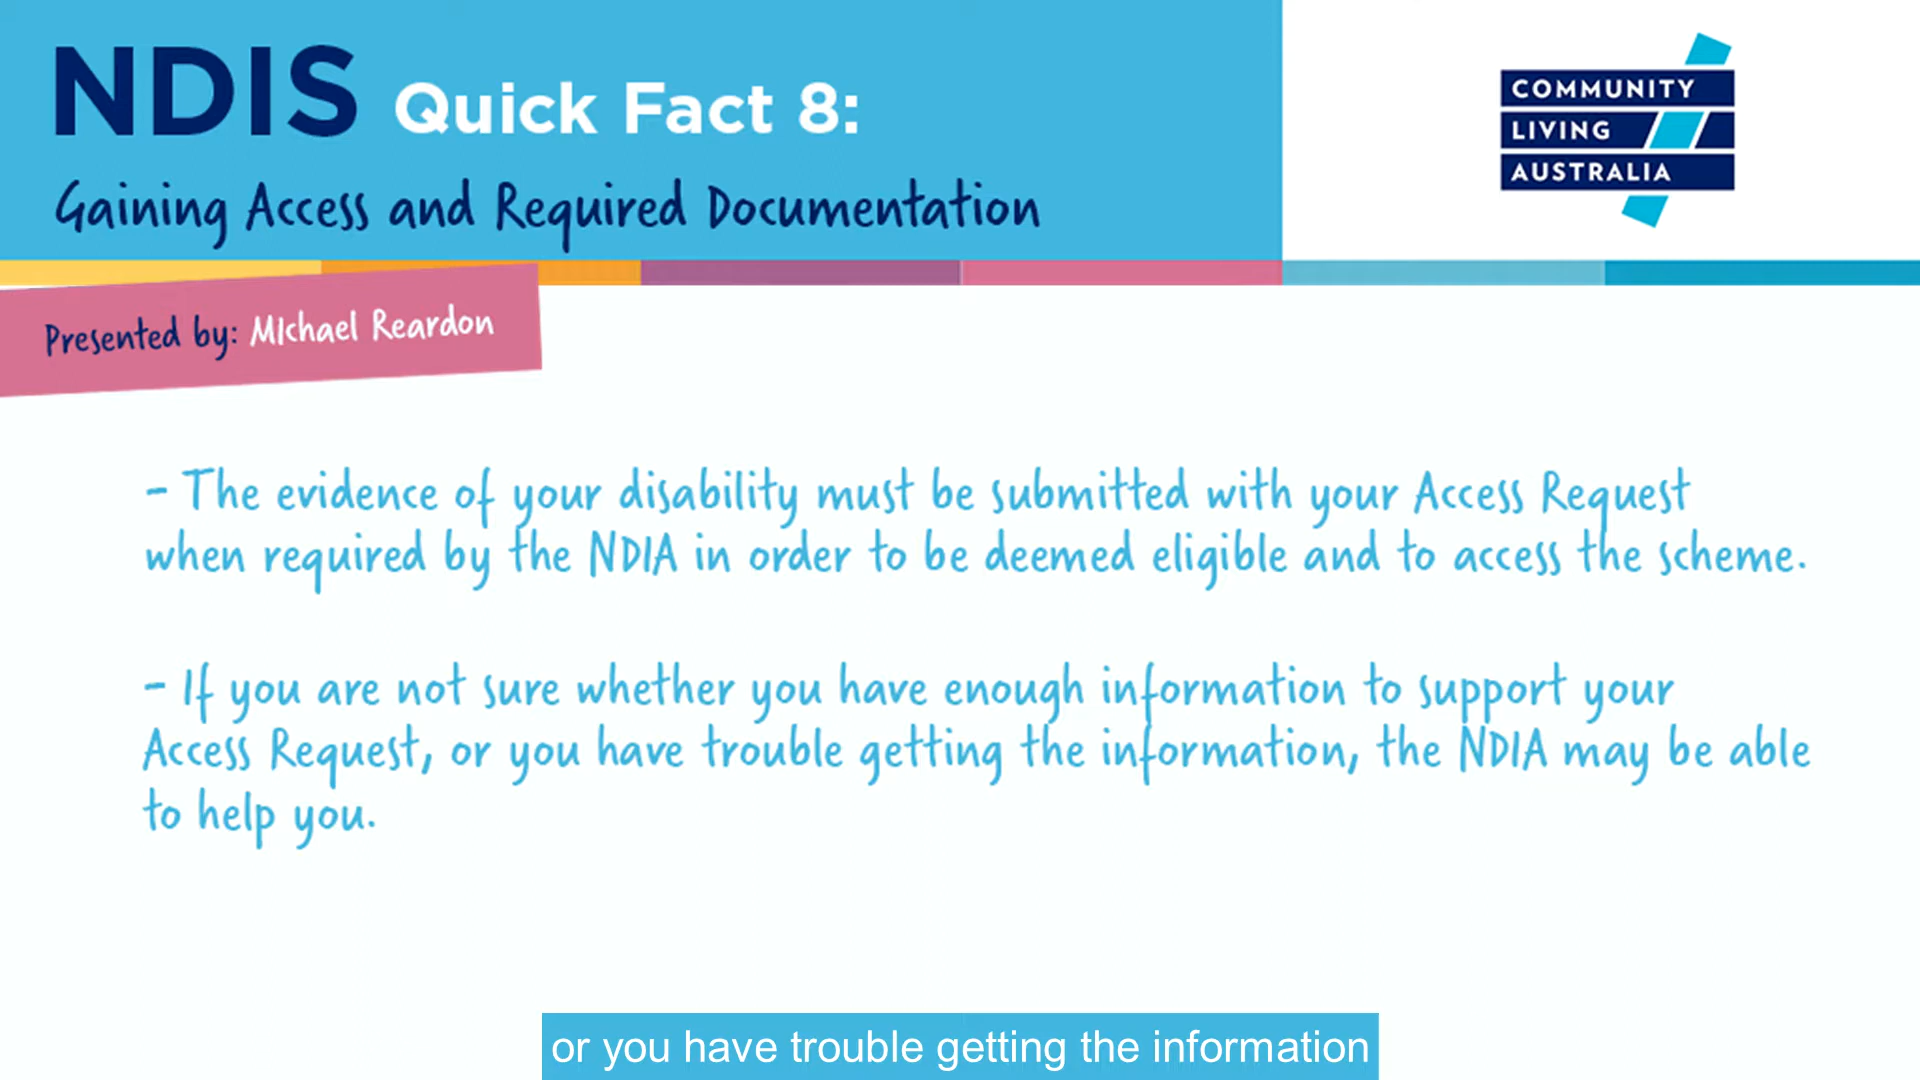 NDIS Quick Fact 8:
Gaining Access and Required Documentation
COMMUNITY
LIVING
AUSTRALIA
Presented by: MIchael Reardon
- The evidence of your disability must be submitted with your Access Request
when required by the NDIA in order to be deemed eligible and to access the scheme.
- If you are not sure whether you have enough information to support your
Access Request, or you have trouble getting the information, the NDIA may be able
to help you.
or you have trouble getting the information